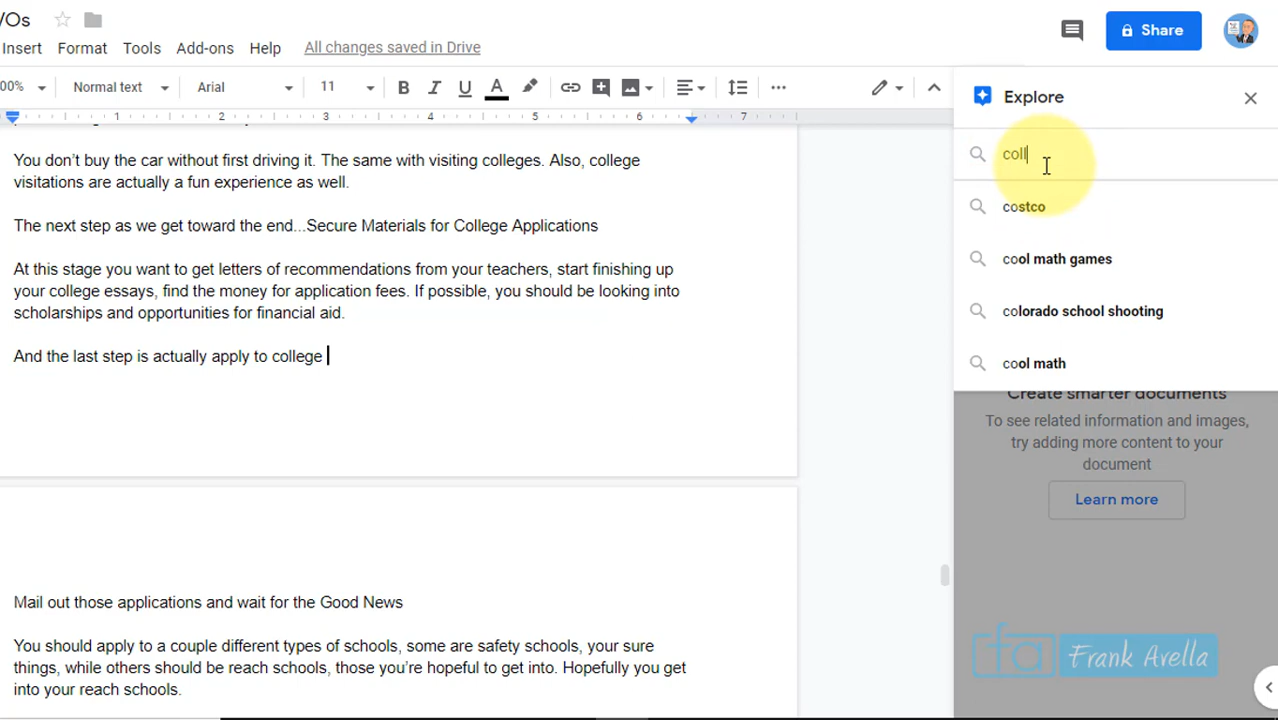 /Os
Insert Format Tools Add-ons Help All changes saved in Drive
Share
00% Normal text Arial 11 B I U A
1 2 3 4 5 6 7
You don't buy the car without first driving it. The same with visiting colleges. Also, college
visitations are actually a fun experience as well.
The next step as we get toward the end...Secure Materials for College Applications
At this stage you want to get letters of recommendations from your teachers, start finishing up
your college essays, find the money for application fees. If possible, you should be looking into
scholarships and opportunities for financial aid.
And the last step is actually apply to college
Mail out those applications and wait for the Good News
You should apply to a couple different types of schools, some are safety schools, your sure
things, while others should be reach schools, those you're hopeful to get into. Hopefully you get
into your reach schools.
Explore
coll
costco
cool math games
colorado school shooting
cool math
Create smarter documents
To see related information and images,
try adding more content to your
document
Learn more
fa Frank Avella